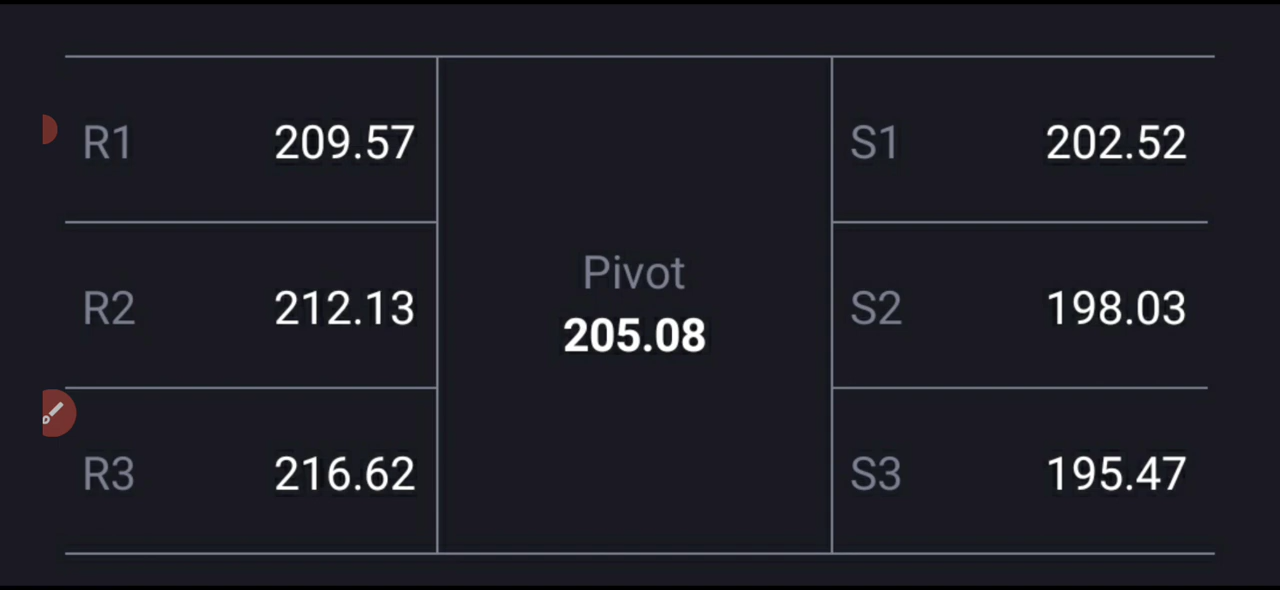 R1 209.57
R2 212.13
R3 216.62
Pivot
205.08
S1 202.52
S2 198.03
S3 195.47